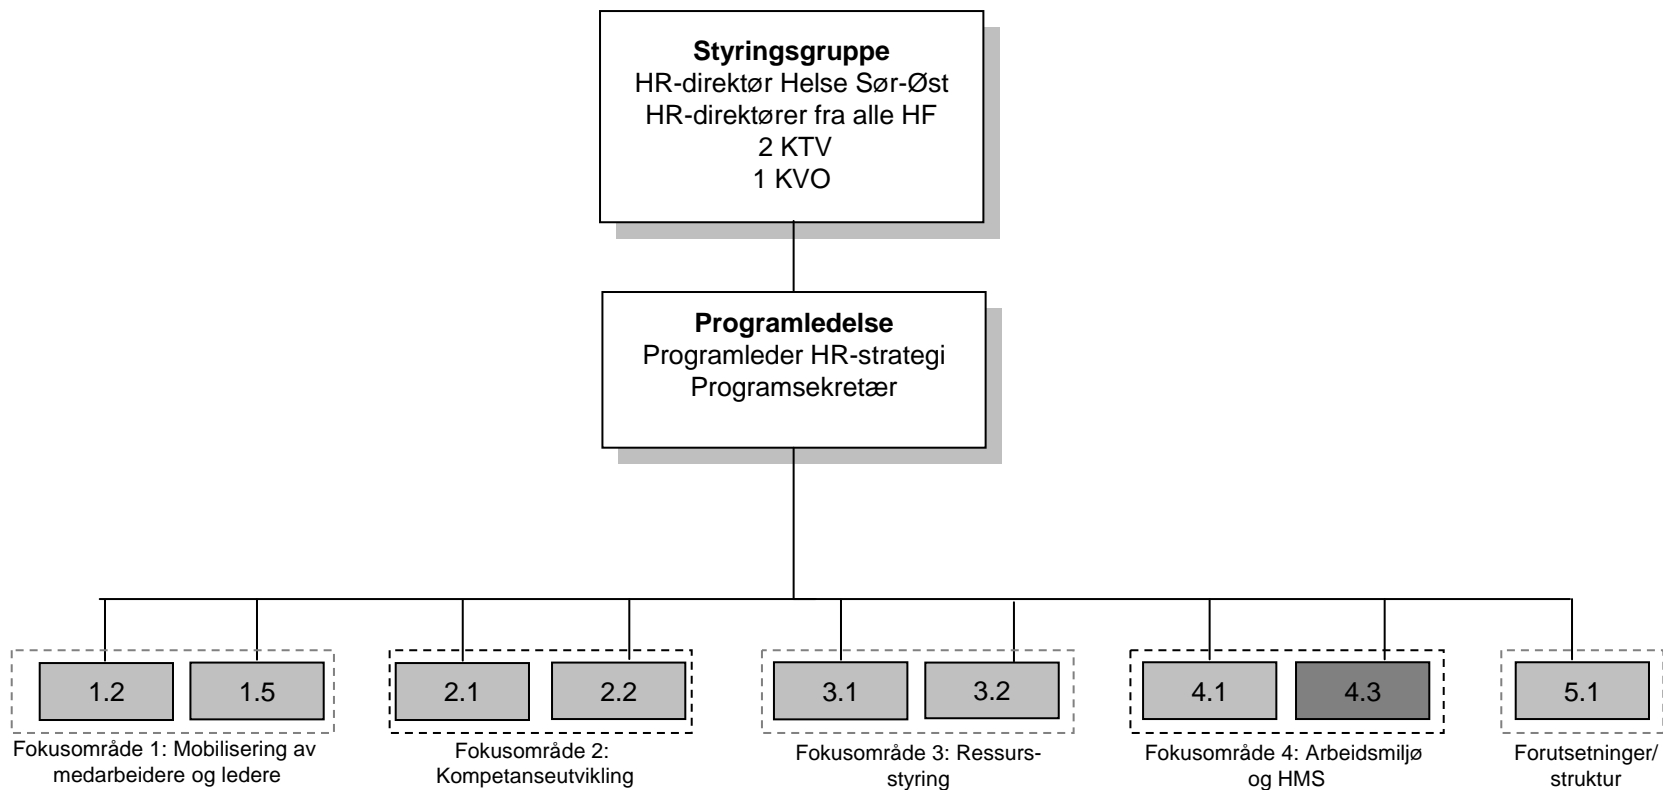 Styringsgruppe
HR-direktør Helse Sør-Øst
HR-direktører fra alle HF
2 KTV
1 KVO
Programledelse
Programleder HR-strategi
Programsekretær
1.2
1.5
2.1
2.2
3.1
3.2
4.1
4.3
5.1
Fokusområde 1: Mobilisering av
medarbeidere og ledere
Fokusområde 2:
Kompetanseutvikling
Fokusområde 3: Ressurs-
styring
Fokusområde 4: Arbeidsmiljø
og HMS
Forutsetninger/
struktur